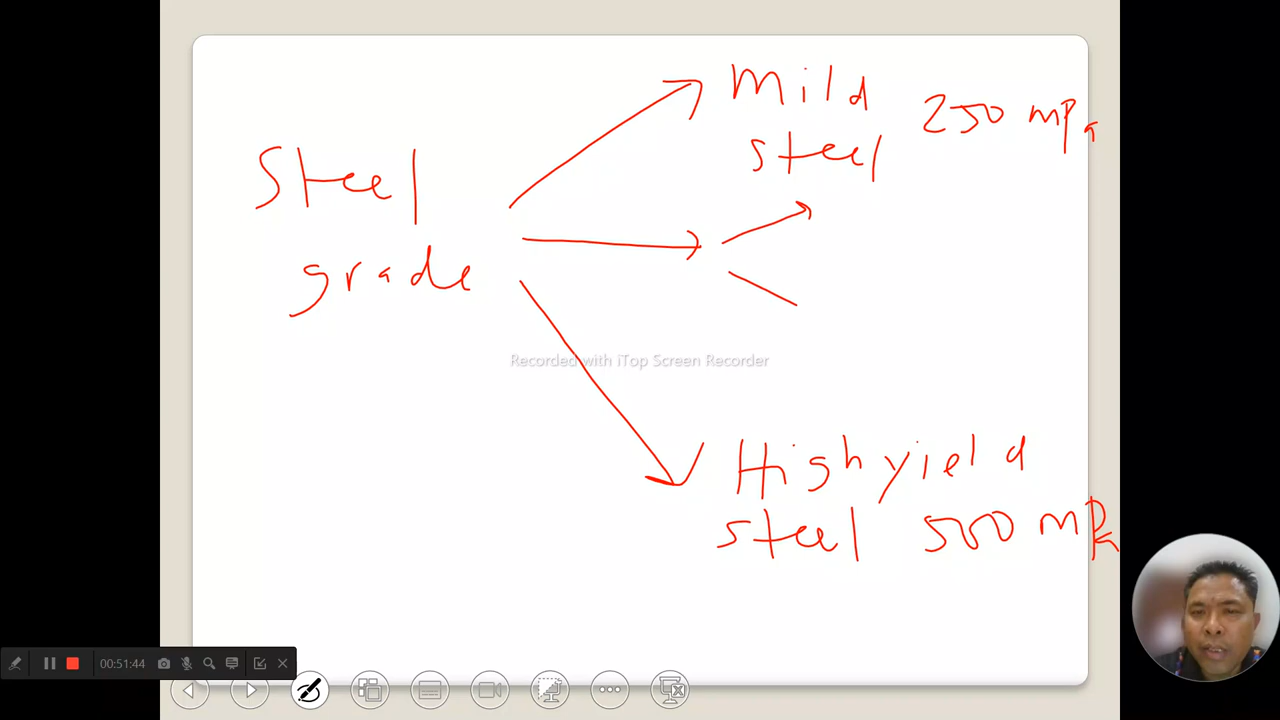 Mild
steel 250 mPa
Steel
grade
Recorded with iTop Screen Recorder
High yield
steel 500 mPa
00:51:44